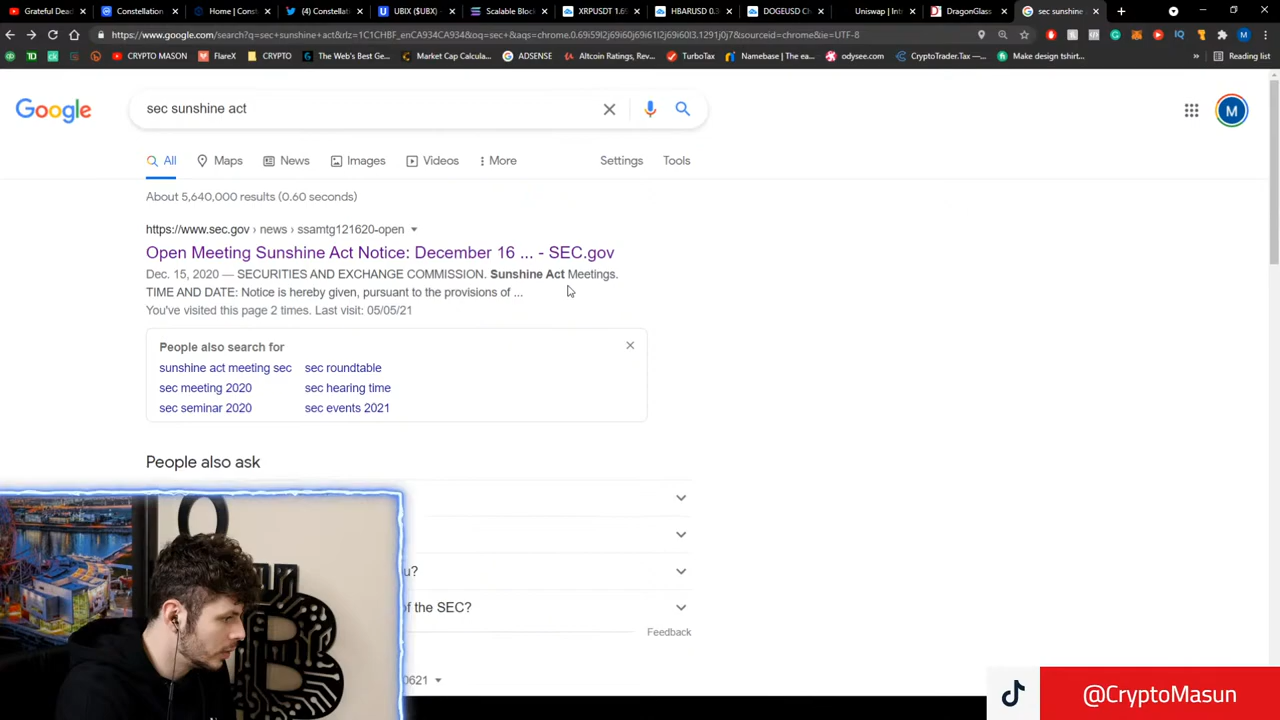 Grateful Dead
Constellation
Home | Const
(Constellati
UBIX ($UBX)
Scalable Block
XRPUSDT 1.6
HBARUSD 0.3
DOGEUSD Ch
Uniswap | Int
DragonGlass
sec sunshine
https://www.google.com/search?q=sec+sunshine+act&rlz=1C1CHBF_enCA934CA934&oq=sec+&aqs=chrome.0.69i59l2j69i60j69i61l2j69i60l3.1291j0j7&sourceid=chrome&ie=UTF-8
CRYPTO MASON
FlareX
CRYPTO
The Web's Best Ge...
Market Cap Calcula...
ADSENSE
Altcoin Ratings, Rev...
TurboTax
Namebase | The na...
odysee.com
CryptoTrader.Tax —...
Make design tshirt...
Reading list
Google
sec sunshine act
M
All Maps News Images Videos More Settings Tools
About 5,640,000 results (0.60 seconds)
https://www.sec.gov › news › ssamtg121620-open
Open Meeting Sunshine Act Notice: December 16 ... - SEC.gov
Dec. 15, 2020 — SECURITIES AND EXCHANGE COMMISSION. Sunshine Act Meetings.
TIME AND DATE: Notice is hereby given, pursuant to the provisions of ...
You've visited this page 2 times. Last visit: 05/05/21
People also search for
sunshine act meeting sec sec roundtable
sec meeting 2020 sec hearing time
sec seminar 2020 sec events 2021
People also ask
of the SEC?
Feedback
0621
@CryptoMasun